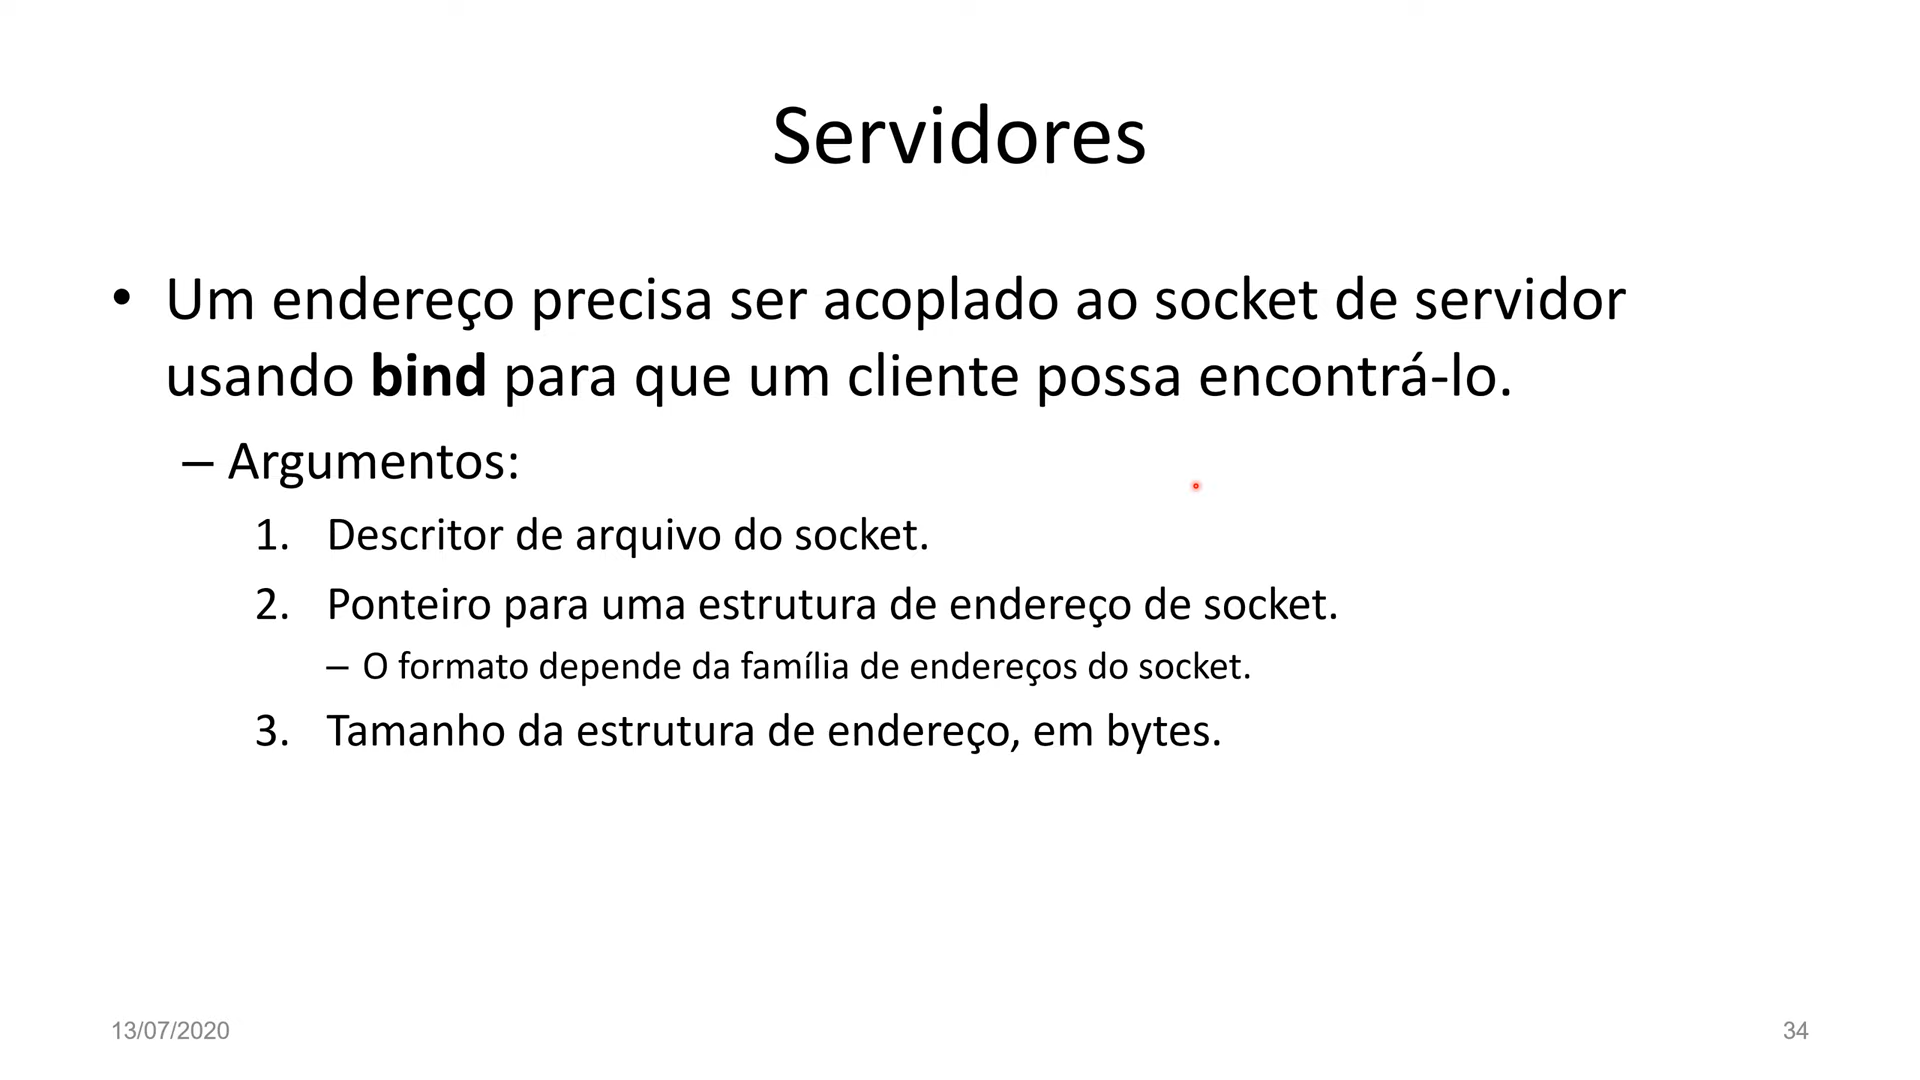 Servidores
• Um endereço precisa ser acoplado ao socket de servidor
usando bind para que um cliente possa encontrá-lo.
– Argumentos:
1. Descritor de arquivo do socket.
2. Ponteiro para uma estrutura de endereço de socket.
– O formato depende da família de endereços do socket.
3. Tamanho da estrutura de endereço, em bytes.
13/07/2020
34